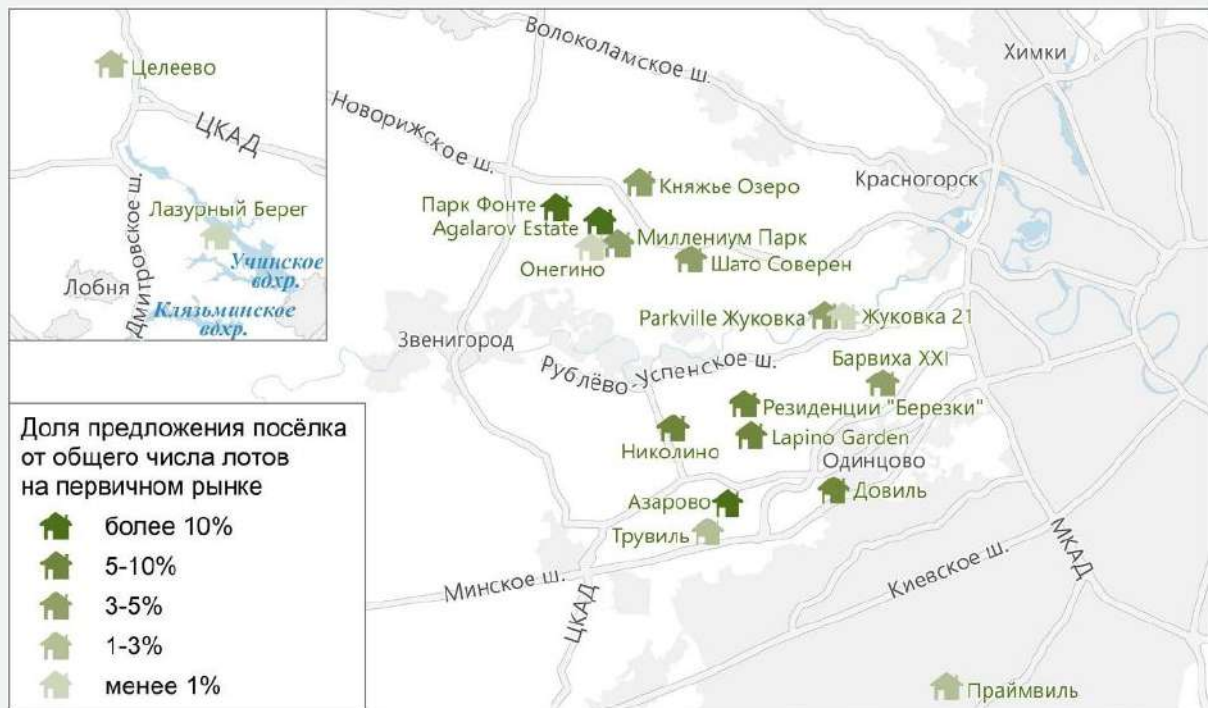 Целеево
ЦКАД
Дмитровское ш.
Лазурный Берег
Учинское
вдхр.
Лобня
Клязьминское
вдхр.
Волоколамское ш.
Химки
Новорижское ш.
Княжье Озеро
Красногорск
Парк Фонте
Agalarov Estate
Миллениум Парк
Онегино
Шато Соверен
Parkville Жуковка
Жуковка 21
Звенигород
Рублёво-Успенское ш.
Барвиха XXI
Резиденции "Березки"
Николино
Lapino Garden
Одинцово
Азарово
Довиль
Трувиль
Минское ш.
ЦКАД
Киевское ш.
МКАД
Праймвиль
Доля предложения посёлка
от общего числа лотов
на первичном рынке
более 10%
5-10%
3-5%
1-3%
менее 1%